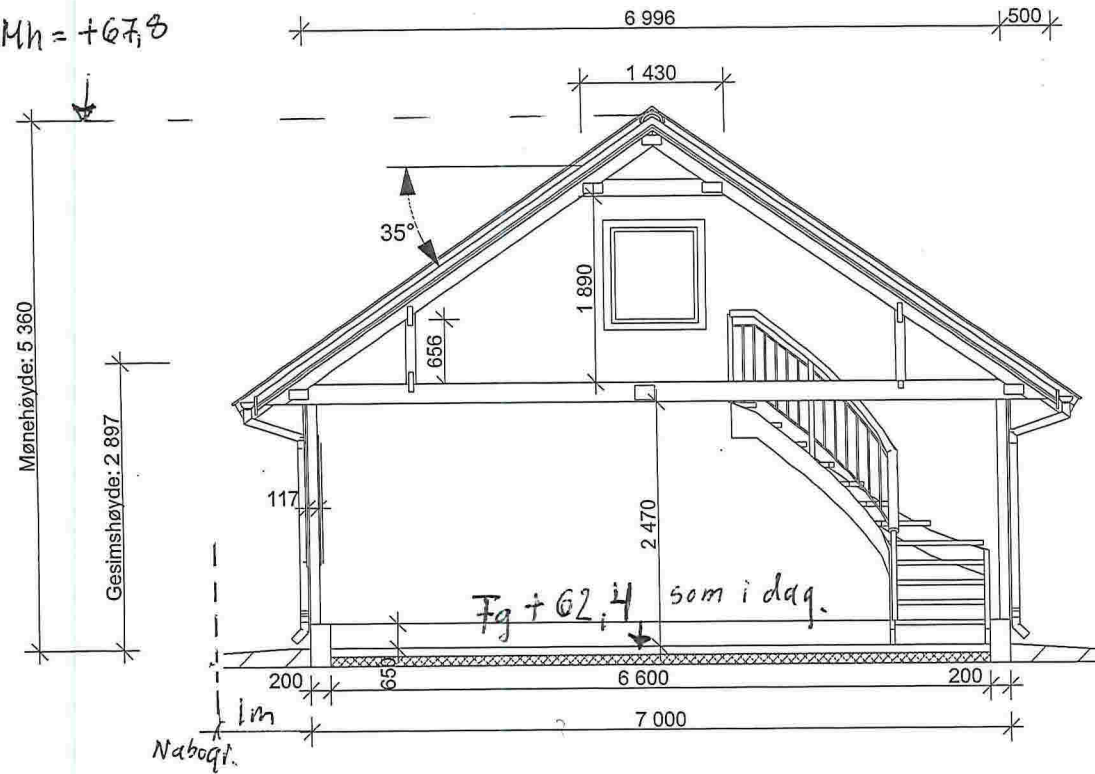 Mh = +67,8
6 996
500
1 430
35°
1 890
656
Mønehøyde: 5 360
Gesimshøyde: 2 897
117
2 470
Fg + 62,4 som i dag.
650
200
6 600
200
1m
7 000
Nabogr.